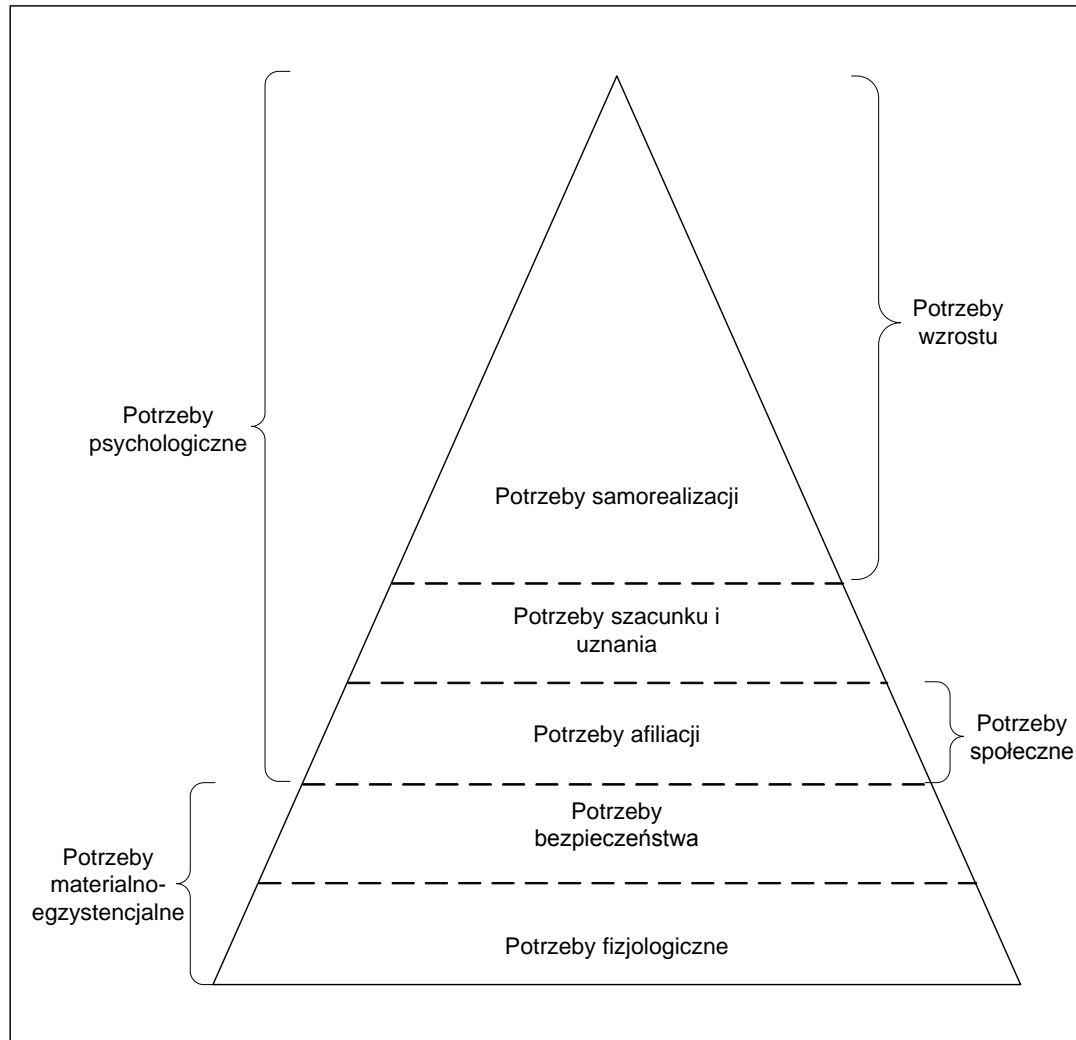 Potrzeby
wzrostu
Potrzeby
psychologiczne
Potrzeby samorealizacji
Potrzeby szacunku i
uznania
Potrzeby afiliacji
Potrzeby
społeczne
Potrzeby
bezpieczeństwa
Potrzeby
materialno-
egzystencjalne
Potrzeby fizjologiczne